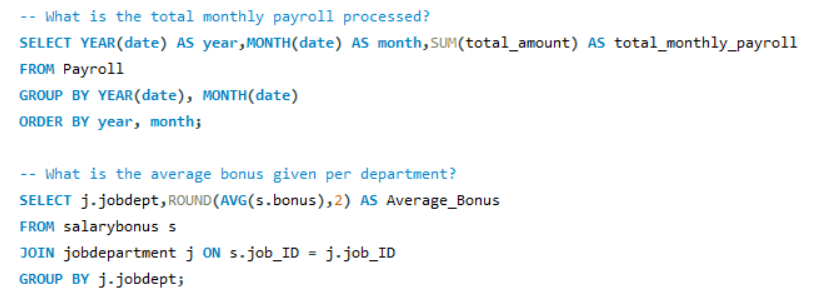 -- What is the total monthly payroll processed?
SELECT YEAR(date) AS year,MONTH(date) AS month,SUM(total_amount) AS total_monthly_payroll
FROM Payroll
GROUP BY YEAR(date), MONTH(date)
ORDER BY year, month;
-- What is the average bonus given per department?
SELECT j.jobdept,ROUND(AVG(s.bonus),2) AS Average_Bonus
FROM salarybonus s
JOIN jobdepartment j ON s.job_ID = j.job_ID
GROUP BY j.jobdept;